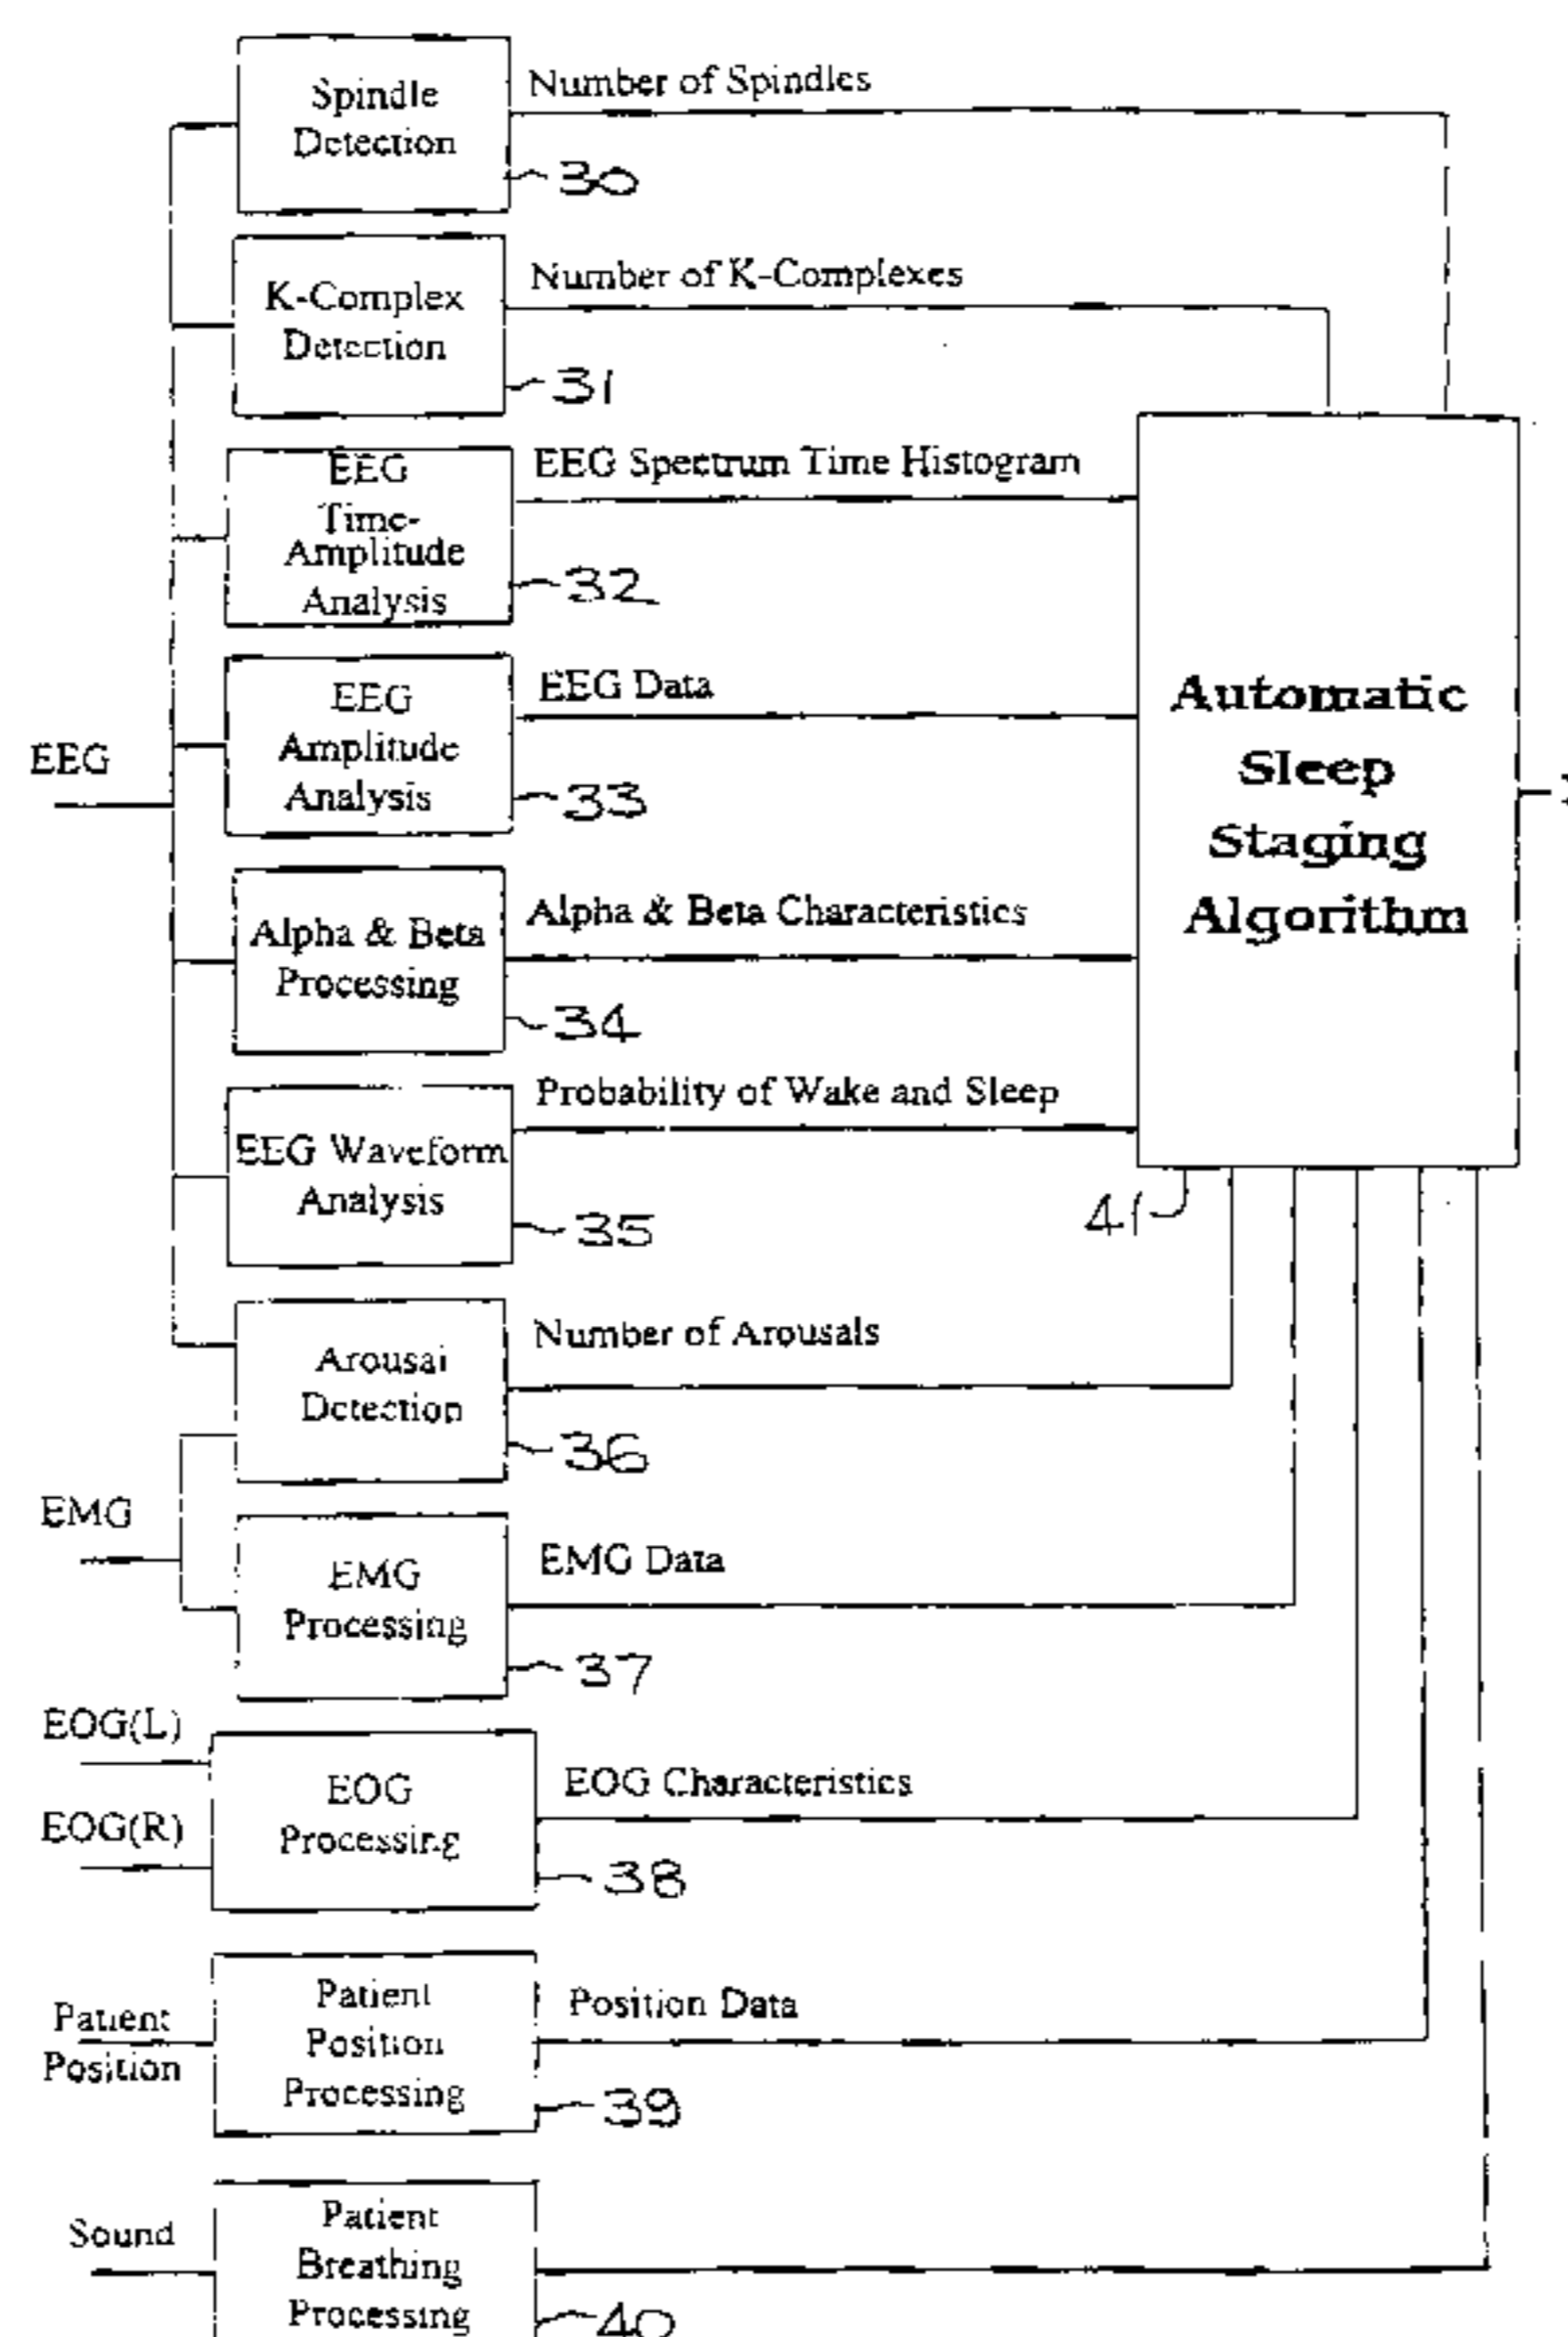 Spindle
Detection
Number of Spindles
30
K-Complex
Detection
Number of K-Complexes
31
EEG
Time-
Amplitude
Analysis
EEG Spectrum Time Histogram
32
EEG
EEG
Amplitude
Analysis
EEG Data
33
Automatic
Sleep
Staging
Algorithm
Alpha & Beta
Processing
Alpha & Beta Characteristics
34
EEG Waveform
Analysis
Probability of Wake and Sleep
35
41
Arousal
Detection
Number of Arousals
36
EMG
EMG
Processing
EMG Data
37
EOG(L)
EOG(R)
EOG
Processing
EOG Characteristics
38
Patient
Position
Patient
Position
Processing
Position Data
39
Sound
Patient
Breathing
Processing
40